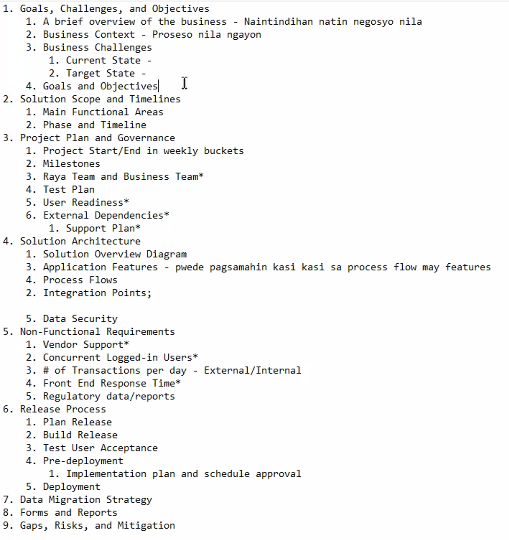 1. Goals, Challenges, and Objectives
1. A brief overview of the business - Naintindihan natin negosyo nila
2. Business Context - Proseso nila ngayon
3. Business Challenges
1. Current State -
2. Target State -
4. Goals and Objectives
2. Solution Scope and Timelines
1. Main Functional Areas
2. Phase and Timeline
3. Project Plan and Governance
1. Project Start/End in weekly buckets
2. Milestones
3. Raya Team and Business Team*
4. Test Plan
5. User Readiness*
6. External Dependencies*
1. Support Plan*
4. Solution Architecture
1. Solution Overview Diagram
3. Application Features - pwede pagsamahin kasi kasi sa process flow may features
4. Process Flows
2. Integration Points;
5. Data Security
5. Non-Functional Requirements
1. Vendor Support*
2. Concurrent Logged-in Users*
3. # of Transactions per day - External/Internal
4. Front End Response Time*
5. Regulatory data/reports
6. Release Process
1. Plan Release
2. Build Release
3. Test User Acceptance
4. Pre-deployment
1. Implementation plan and schedule approval
5. Deployment
7. Data Migration Strategy
8. Forms and Reports
9. Gaps, Risks, and Mitigation